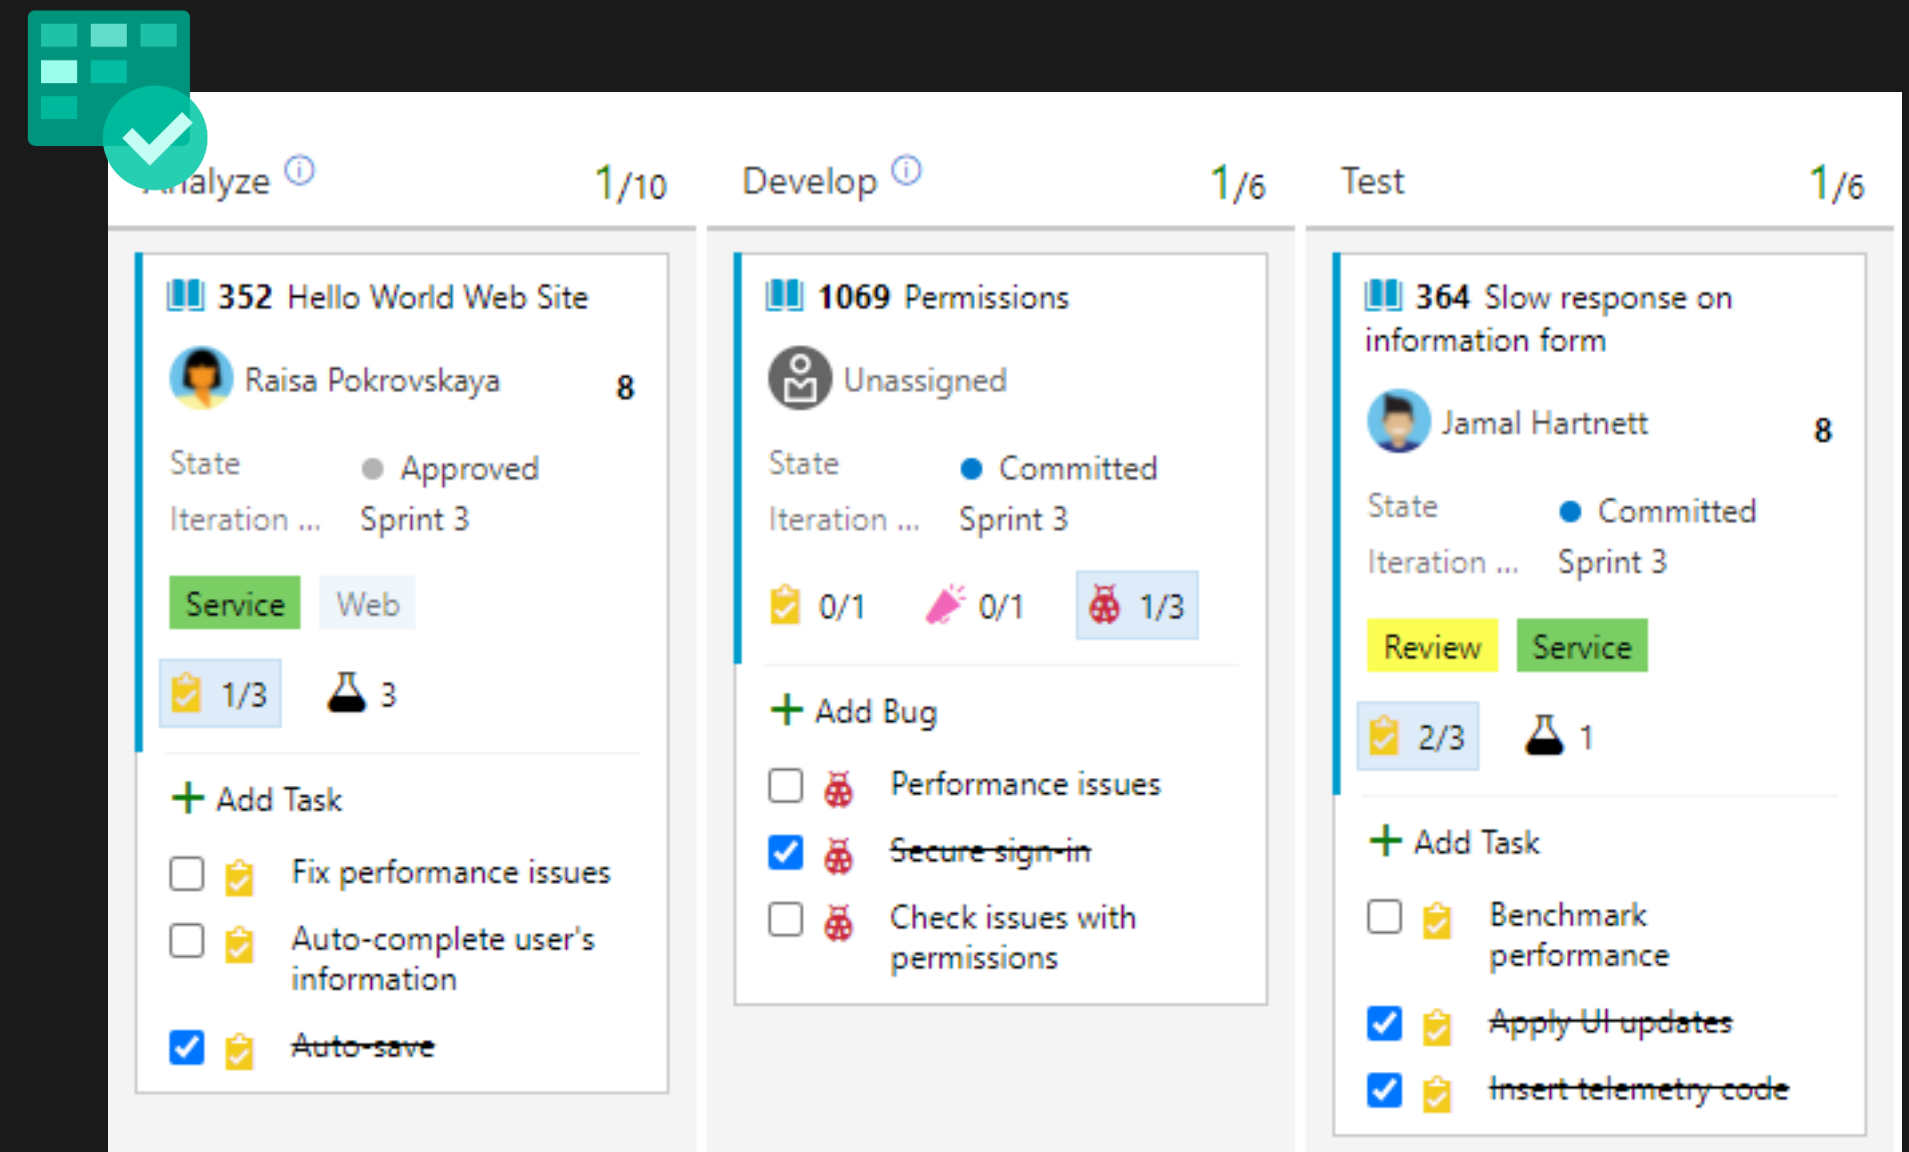 Analyze 1/10
352 Hello World Web Site
Raisa Pokrovskaya 8
State Approved
Iteration ... Sprint 3
Service Web
1/3 3
Add Task
Fix performance issues
Auto-complete user's
information
Auto-save
Develop 1/6
1069 Permissions
Unassigned
State Committed
Iteration ... Sprint 3
0/1 0/1 1/3
Add Bug
Performance issues
Secure sign-in
Check issues with
permissions
Test 1/6
364 Slow response on
information form
Jamal Hartnett 8
State Committed
Iteration ... Sprint 3
Review Service
2/3 1
Add Task
Benchmark
performance
Apply UI updates
Insert telemetry code